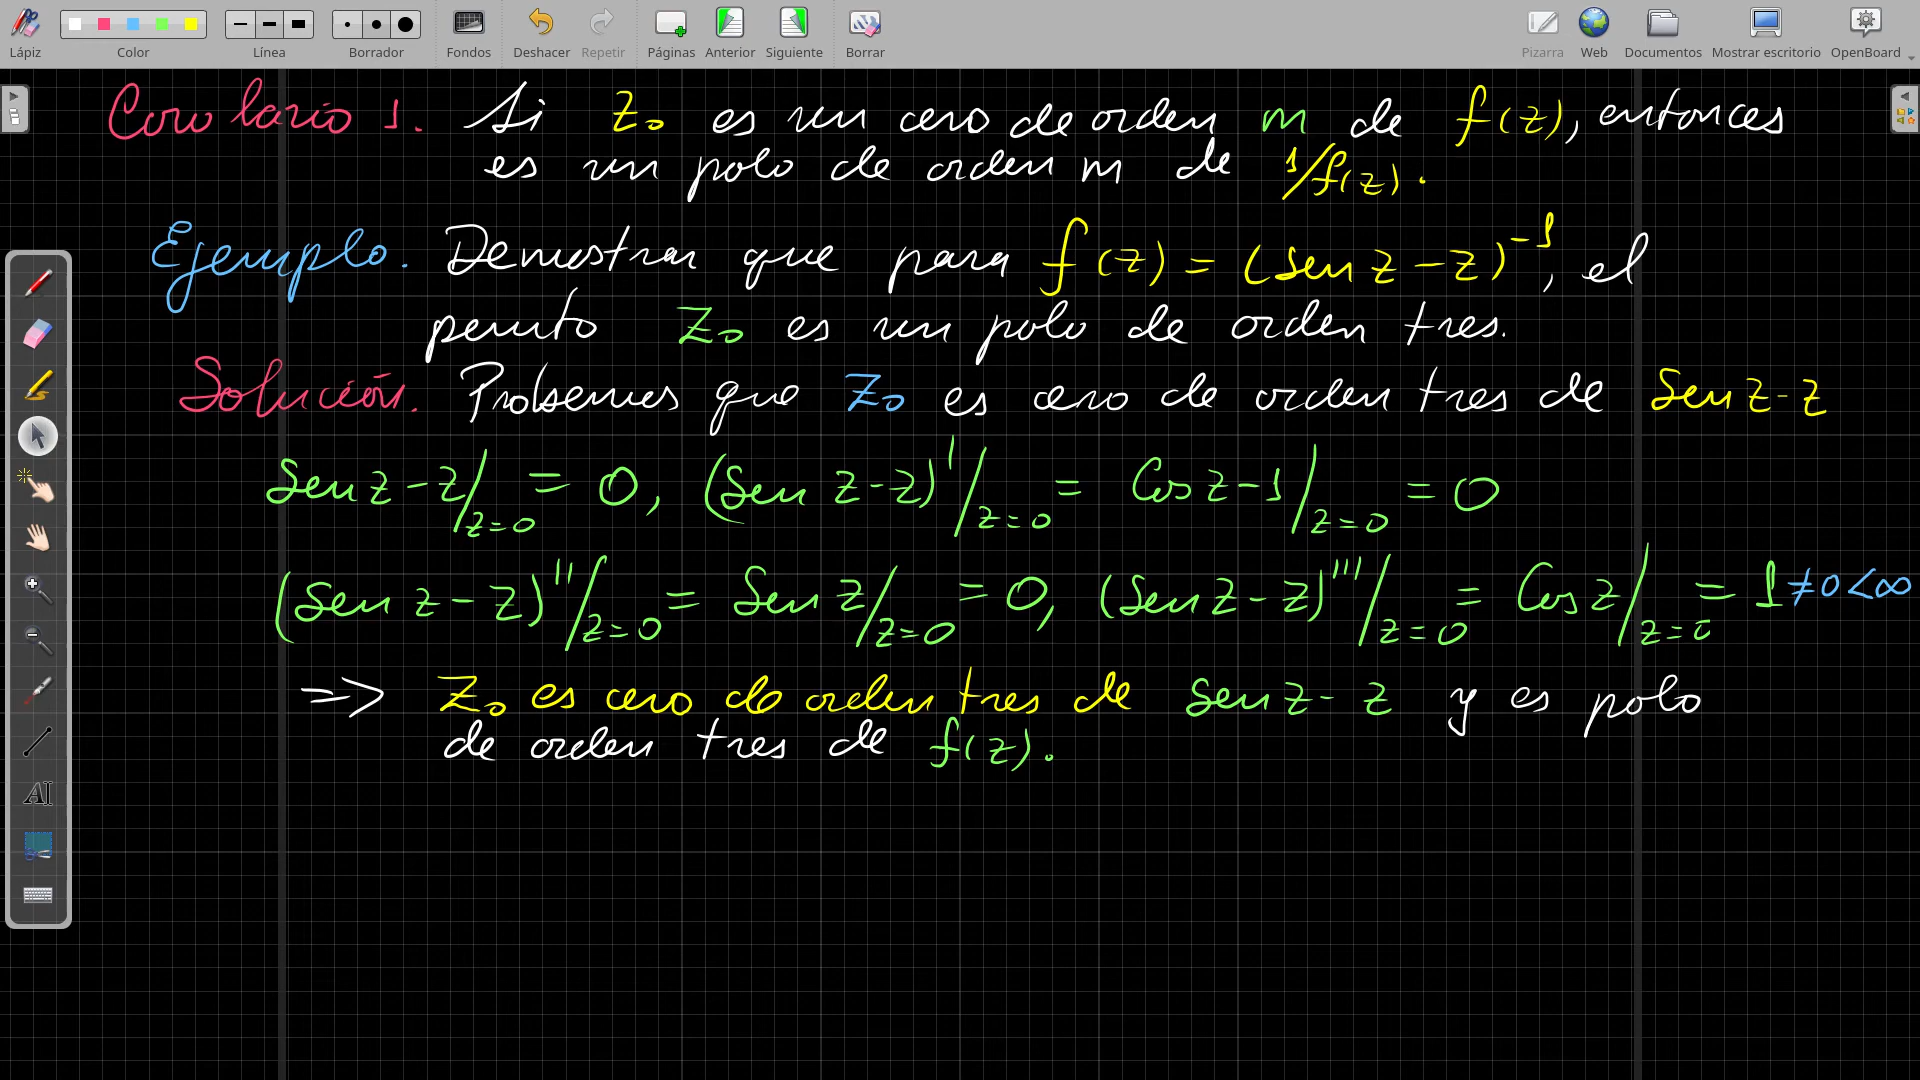 Lápiz Color Línea Borrador Fondos Deshacer Repetir Páginas Anterior Siguiente Borrar Pizarra Web Documentos Mostrar escritorio OpenBoard
Corolario 1. Si Z₀ es un cero de orden m de f(z), entonces
es un polo de orden m de 1/f(z).
Ejemplo. Demostrar que para f(z) = (Sen z - z)⁻¹, el
punto Z₀ es un polo de orden tres.
Solución. Probemos que Z₀ es cero de orden tres de Sen z - z
Sen z - z/z=0 = 0, (Sen z - z)'/z=0 = Cos z - 1/z=0 = 0
(Sen z - z)''/z=0 = Sen z/z=0 = 0, (Sen z - z)'''/z=0 = Cos z/z=0 = 1 ≠ 0 < ∞
=> Z₀ es cero de orden tres de Sen z - z y es polo
de orden tres de f(z).